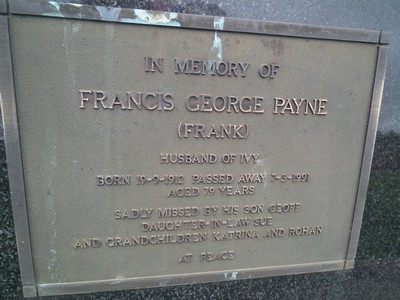 IN MEMORY OF
FRANCIS GEORGE PAYNE
(FRANK)
HUSBAND OF IVY
BORN 19-9-1912 PASSED AWAY 7-8-1991
AGED 79 YEARS
SADLY MISSED BY HIS SON GEOFF
DAUGHTER-IN-LAW SUE
AND GRANDCHILDREN KATRINA AND ROHAN
AT PEACE